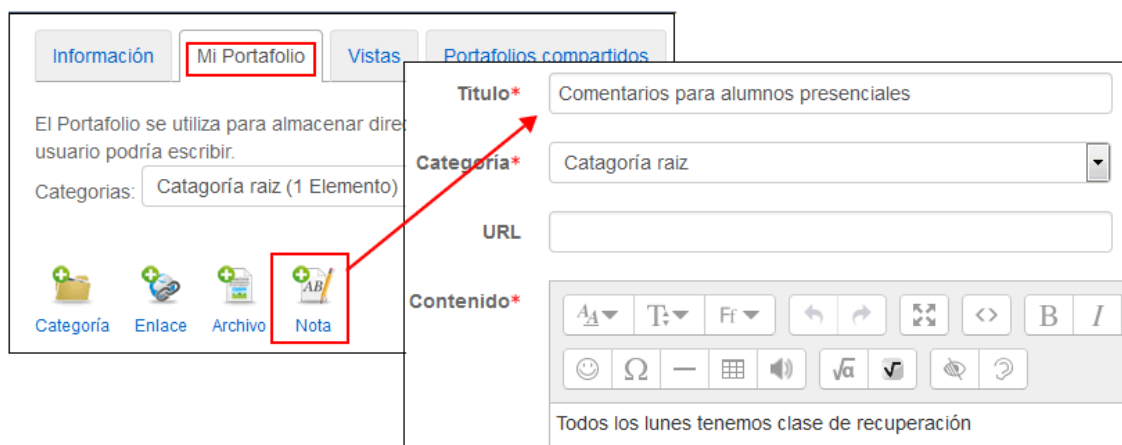 Información
Mi Portafolio
Vistas
Portafolios compartidos
El Portafolio se utiliza para almacenar
usuario podría escribir.
Categorias: Catagoría raiz (1 Elemento)
Categoría
Enlace
Archivo
Nota
Titulo* Comentarios para alumnos presenciales
Categoría* Catagoría raiz
URL
Contenido*
Ff
B
I
AB
Ω
√α
Todos los lunes tenemos clase de recuperación